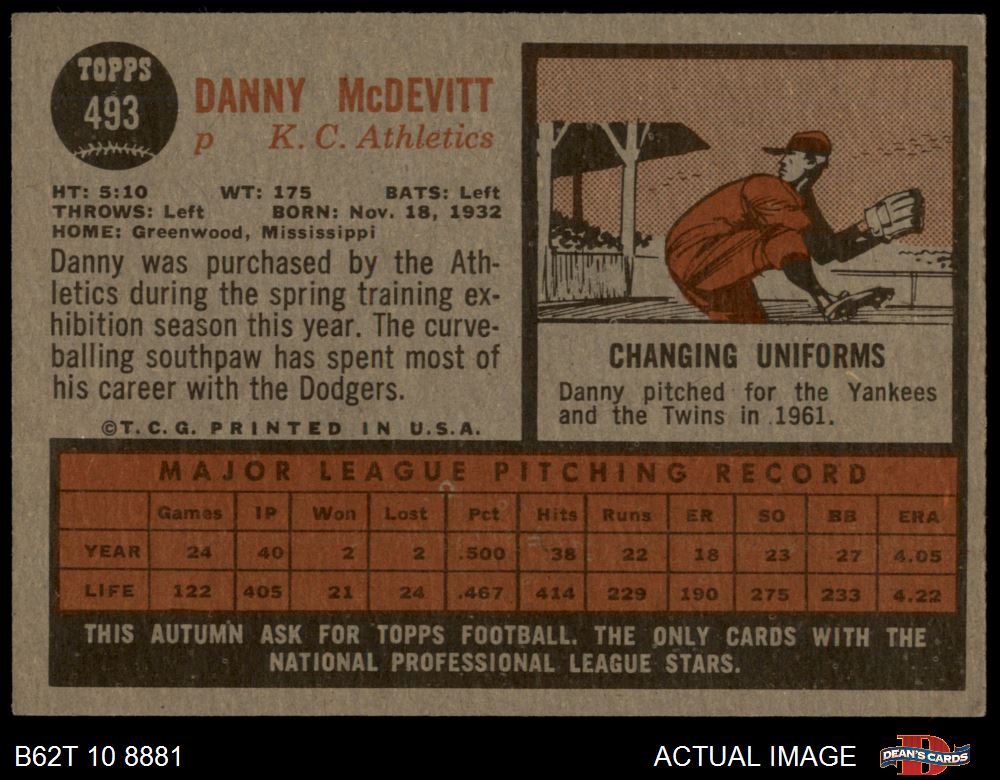 TOPPS
493
DANNY McDEVITT
p K. C. Athletics
HT: 5:10 WT: 175 BATS: Left
THROWS: Left BORN: Nov. 18, 1932
HOME: Greenwood, Mississippi
Danny was purchased by the Ath-
letics during the spring training ex-
hibition season this year. The curve-
balling southpaw has spent most of
his career with the Dodgers.
©T.C.G. PRINTED IN U.S.A.
CHANGING UNIFORMS
Danny pitched for the Yankees
and the Twins in 1961.
MAJOR LEAGUE PITCHING RECORD
Games IP Won Lost Pct Hits Runs ER SO BB ERA
YEAR 24 40 2 2 .500 38 22 18 23 27 4.05
LIFE 122 405 21 24 .467 414 229 190 275 233 4.22
THIS AUTUMN ASK FOR TOPPS FOOTBALL. THE ONLY CARDS WITH THE
NATIONAL PROFESSIONAL LEAGUE STARS.
B62T 10 8881 ACTUAL IMAGE
D
DEAN'S CARDS